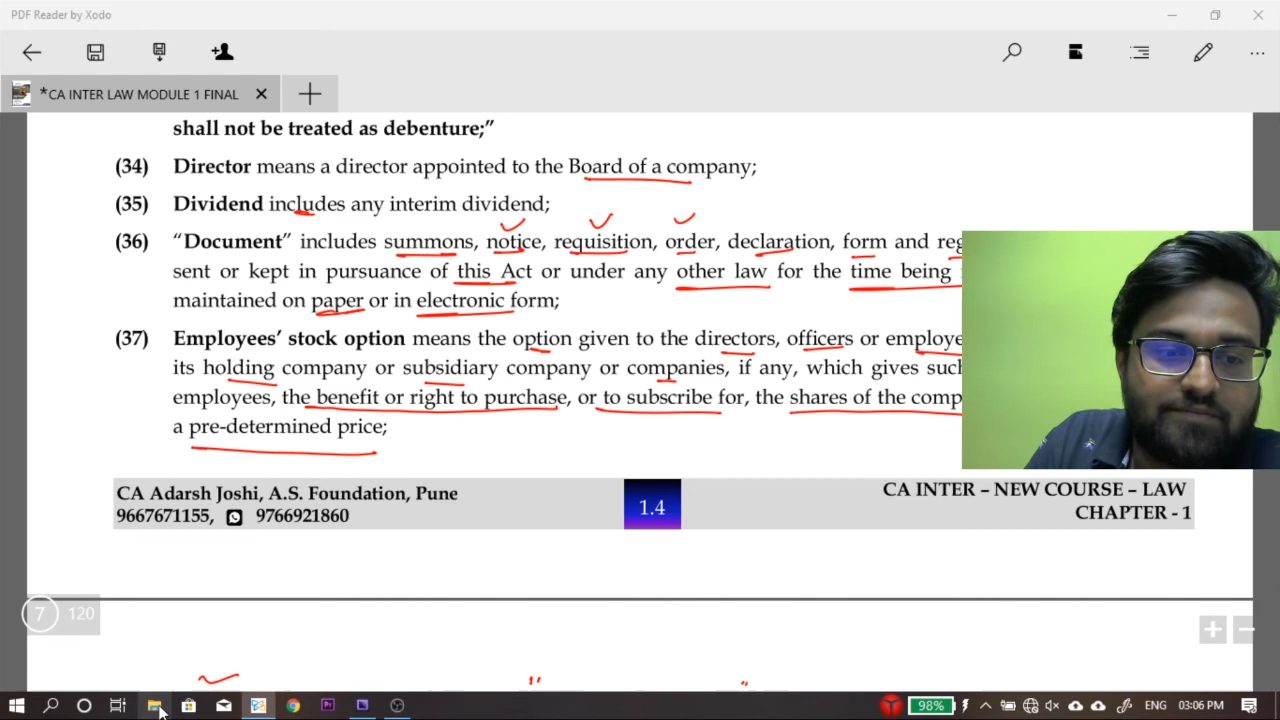 PDF Reader by Xodo
*CA INTER LAW MODULE 1 FINAL
shall not be treated as debenture;”
(34) Director means a director appointed to the Board of a company;
(35) Dividend includes any interim dividend;
(36) “Document” includes summons, notice, requisition, order, declaration, form and
sent or kept in pursuance of this Act or under any other law for the time being
maintained on paper or in electronic form;
(37) Employees’ stock option means the option given to the directors, officers or
its holding company or subsidiary company or companies, if any, which gives
employees, the benefit or right to purchase, or to subscribe for, the shares of the
a pre-determined price;
CA Adarsh Joshi, A.S. Foundation, Pune
9667671155, 9766921860
1.4
CA INTER – NEW COURSE – LAW
CHAPTER - 1
7 120
98% ENG 03:06 PM